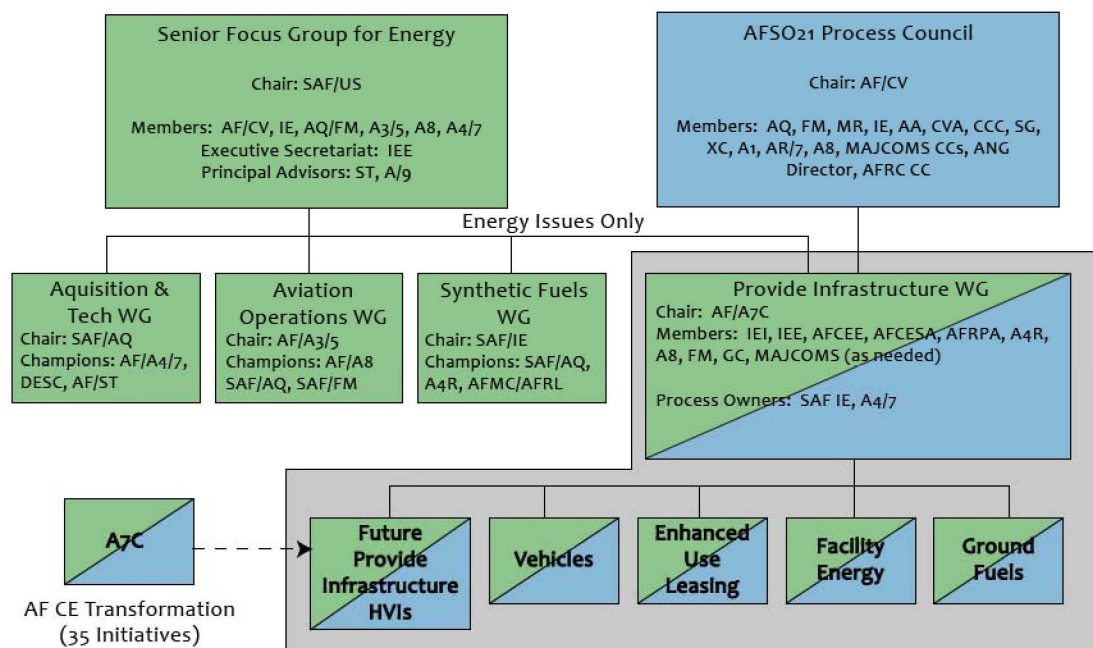 Senior Focus Group for Energy
Chair: SAF/US
Members: AF/CV, IE, AQ/FM, A3/5, A8, A4/7
Executive Secretariat: IEE
Principal Advisors: ST, A/9
AFSO21 Process Council
Chair: AF/CV
Members: AQ, FM, MR, IE, AA, CVA, CCC, SG,
XC, A1, AR/7, A8, MAJCOMS CCs, ANG
Director, AFRC CC
Energy Issues Only
Aquisition &
Tech WG
Chair: SAF/AQ
Champions: AF/A4/7,
DESC, AF/ST
Aviation
Operations WG
Chair: AF/A3/5
Champions: AF/A8
SAF/AQ, SAF/FM
Synthetic Fuels
WG
Chair: SAF/IE
Champions: SAF/AQ,
A4R, AFMC/AFRL
Provide Infrastructure WG
Chair: AF/A7C
Members: IEI, IEE, AFCEE, AFCESA, AFRPA, A4R,
A8, FM, GC, MAJCOMS (as needed)
Process Owners: SAF IE, A4/7
A7C
AF CE Transformation
(35 Initiatives)
Future
Provide
Infrastructure
HVIs
Vehicles
Enhanced
Use
Leasing
Facility
Energy
Ground
Fuels